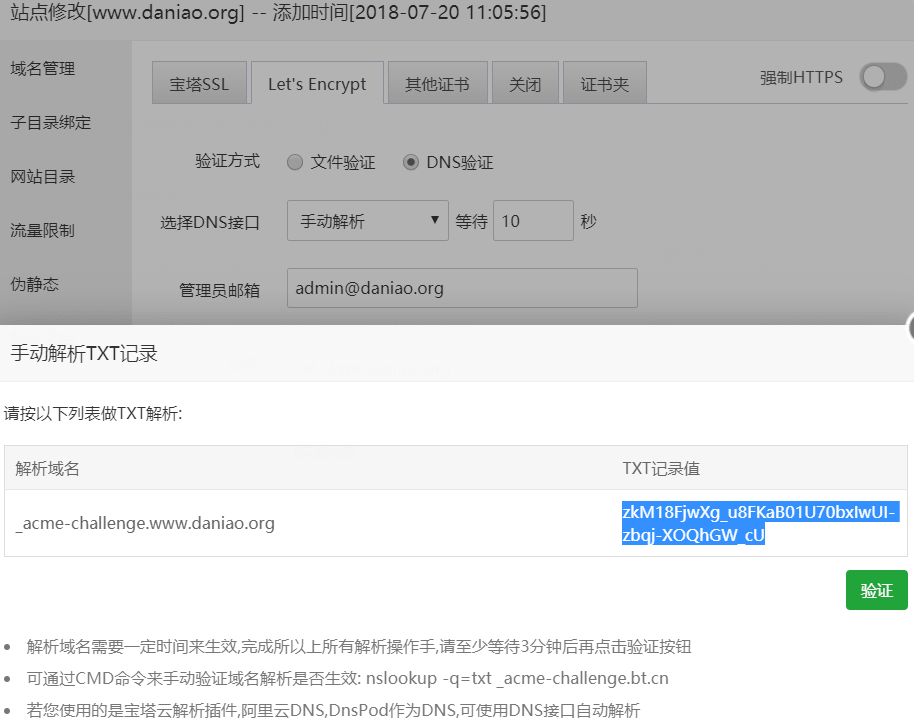 站点修改[www.daniao.org] -- 添加时间[2018-07-20 11:05:56]
域名管理
子目录绑定
网站目录
流量限制
伪静态
宝塔SSL Let's Encrypt 其他证书 关闭 证书夹 强制HTTPS
验证方式 文件验证 DNS验证
选择DNS接口 手动解析 等待 10 秒
管理员邮箱 admin@daniao.org
手动解析TXT记录
请按以下列表做TXT解析:
解析域名 TXT记录值
_acme-challenge.www.daniao.org zkM18FjwXg_u8FKaB01U70bxIwUI-
zbqj-XOQhGW_cU
验证
解析域名需要一定时间来生效,完成所以上所有解析操作手,请至少等待3分钟后再点击验证按钮
可通过CMD命令来手动验证域名解析是否生效: nslookup -q=txt _acme-challenge.bt.cn
若您使用的是宝塔云解析插件,阿里云DNS,DnsPod作为DNS,可使用DNS接口自动解析